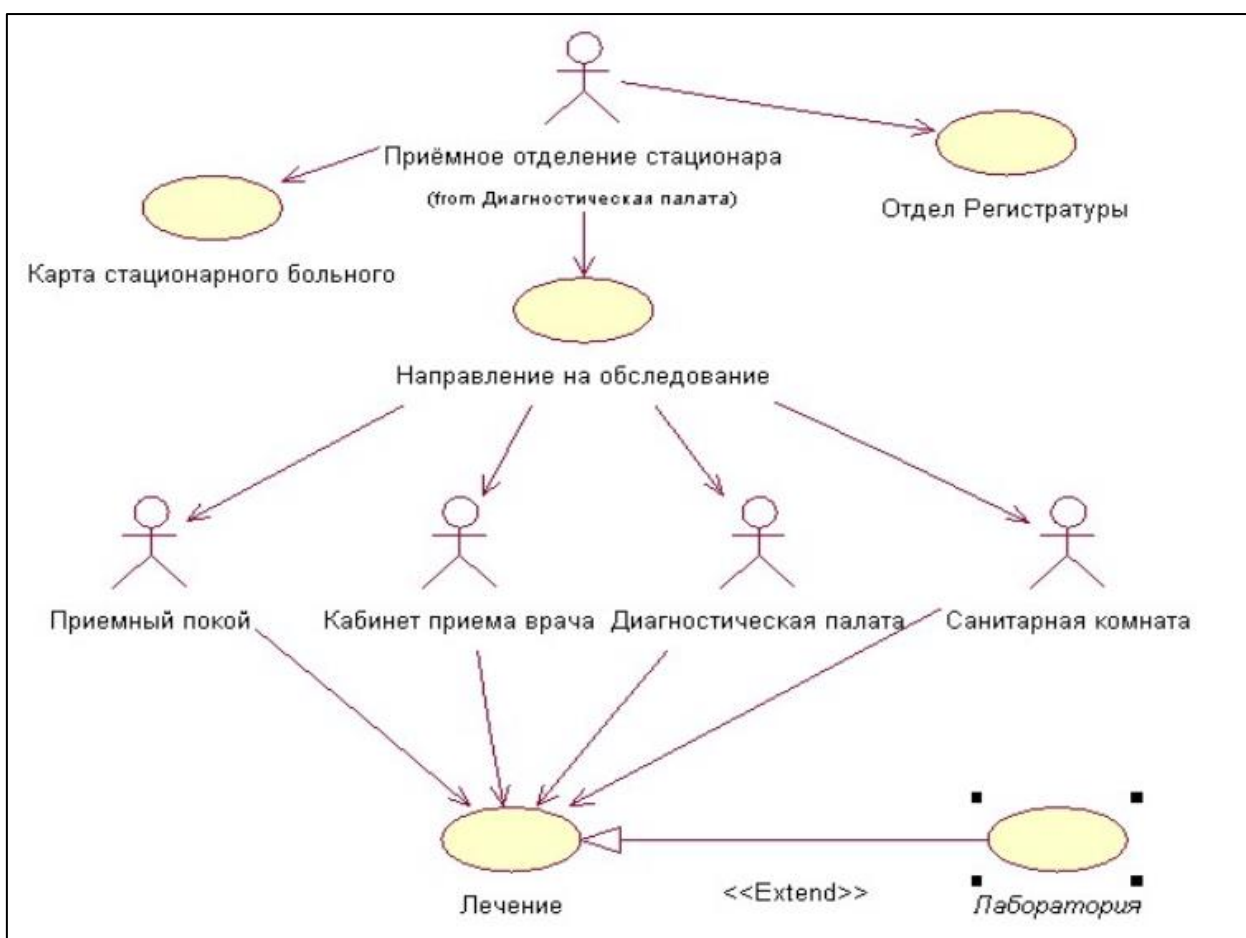 Приёмное отделение стационара
(from Диагностическая палата)
Отдел Регистратуры
Карта стационарного больного
Направление на обследование
Приемный покой
Кабинет приема врача
Диагностическая палата
Санитарная комната
Лечение
<<Extend>>
Лаборатория